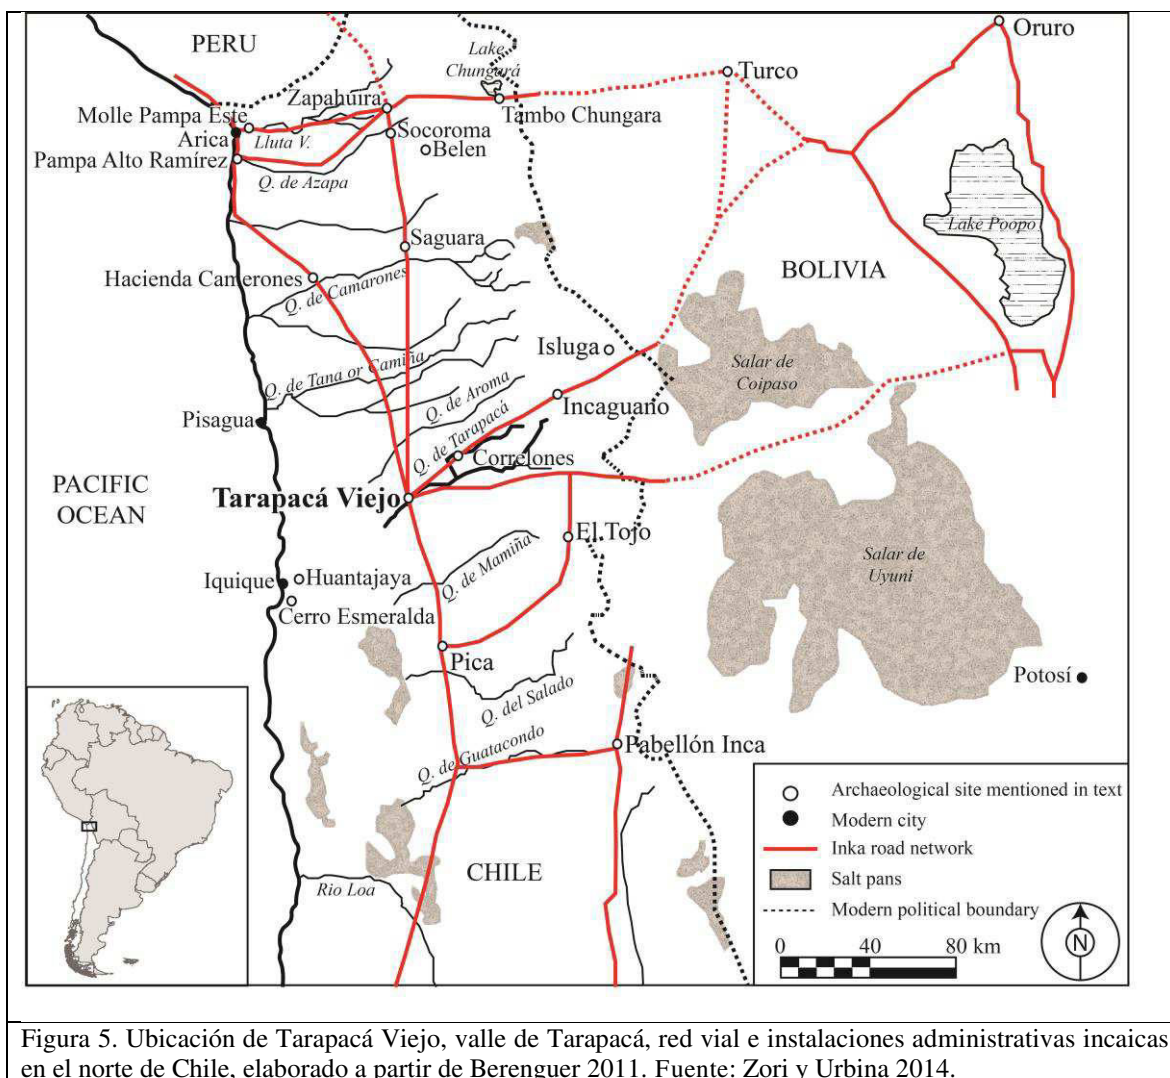 PERU
Lake
Chungará
Oruro
Turco
Zapahuira
Molle Pampa Este
Tambo Chungara
Arica
Lluta V.
Socoroma
Belen
Pampa Alto Ramírez
Q. de Azapa
Lake Poopo
Saguara
BOLIVIA
Hacienda Camerones
Q. de Camarones
Isluga
Salar de
Coipaso
Q. de Tana or Camiña
Q. de Aroma
Incaguano
Pisagua
Q. de Tarapacá
Correlones
PACIFIC
OCEAN
Tarapacá Viejo
El Tojo
Q. de Mamiña
Salar de
Uyuni
Iquique
Huantajaya
Cerro Esmeralda
Pica
Potosí
Q. del Salado
Q. de Guatacondo
Pabellón Inca
CHILE
Rio Loa
Archaeological site mentioned in text
Modern city
Inka road network
Salt pans
Modern political boundary
0 40 80 km
N
Figura 5. Ubicación de Tarapacá Viejo, valle de Tarapacá, red vial e instalaciones administrativas incaicas
en el norte de Chile, elaborado a partir de Berenguer 2011. Fuente: Zori y Urbina 2014.